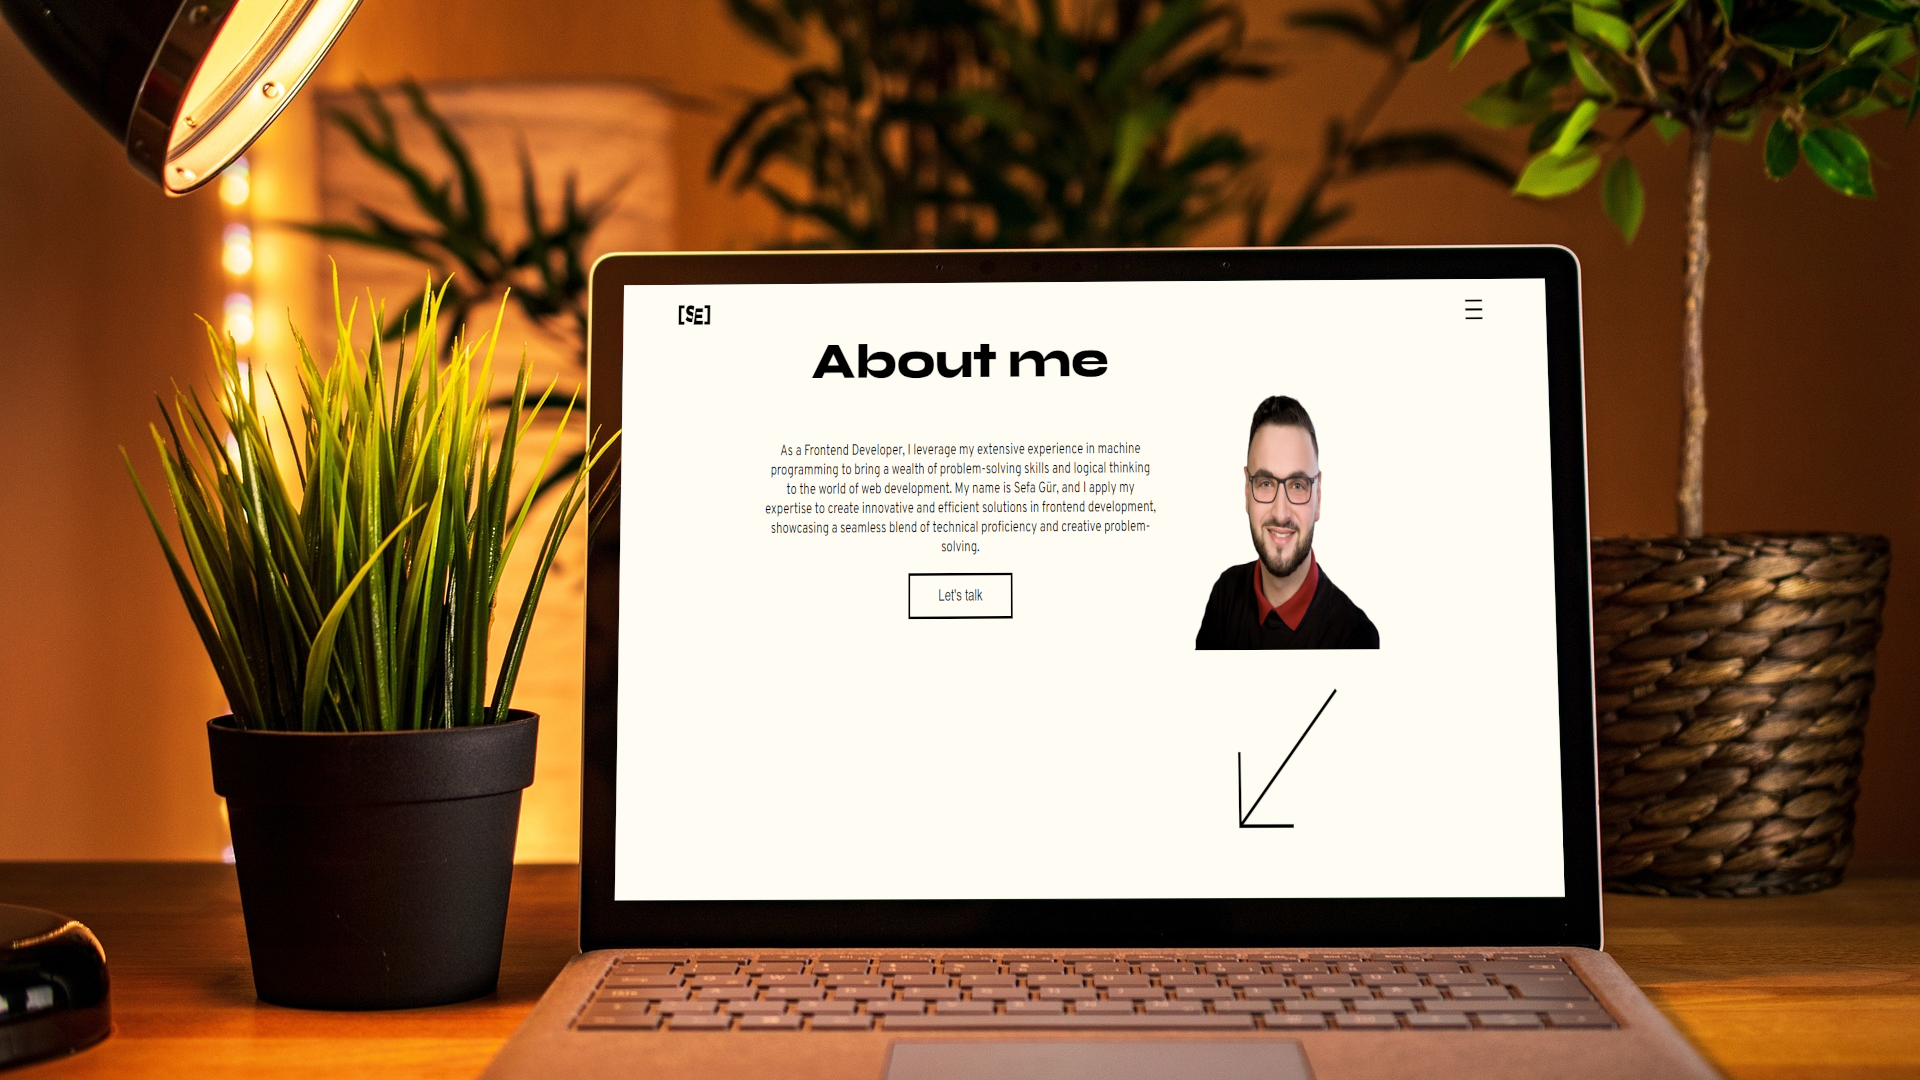 [SE]
About me
As a Frontend Developer, I leverage my extensive experience in machine
programming to bring a wealth of problem-solving skills and logical thinking
to the world of web development. My name is Sefa Gür, and I apply my
expertise to create innovative and efficient solutions in frontend development,
showcasing a seamless blend of technical proficiency and creative problem-
solving.
Let's talk